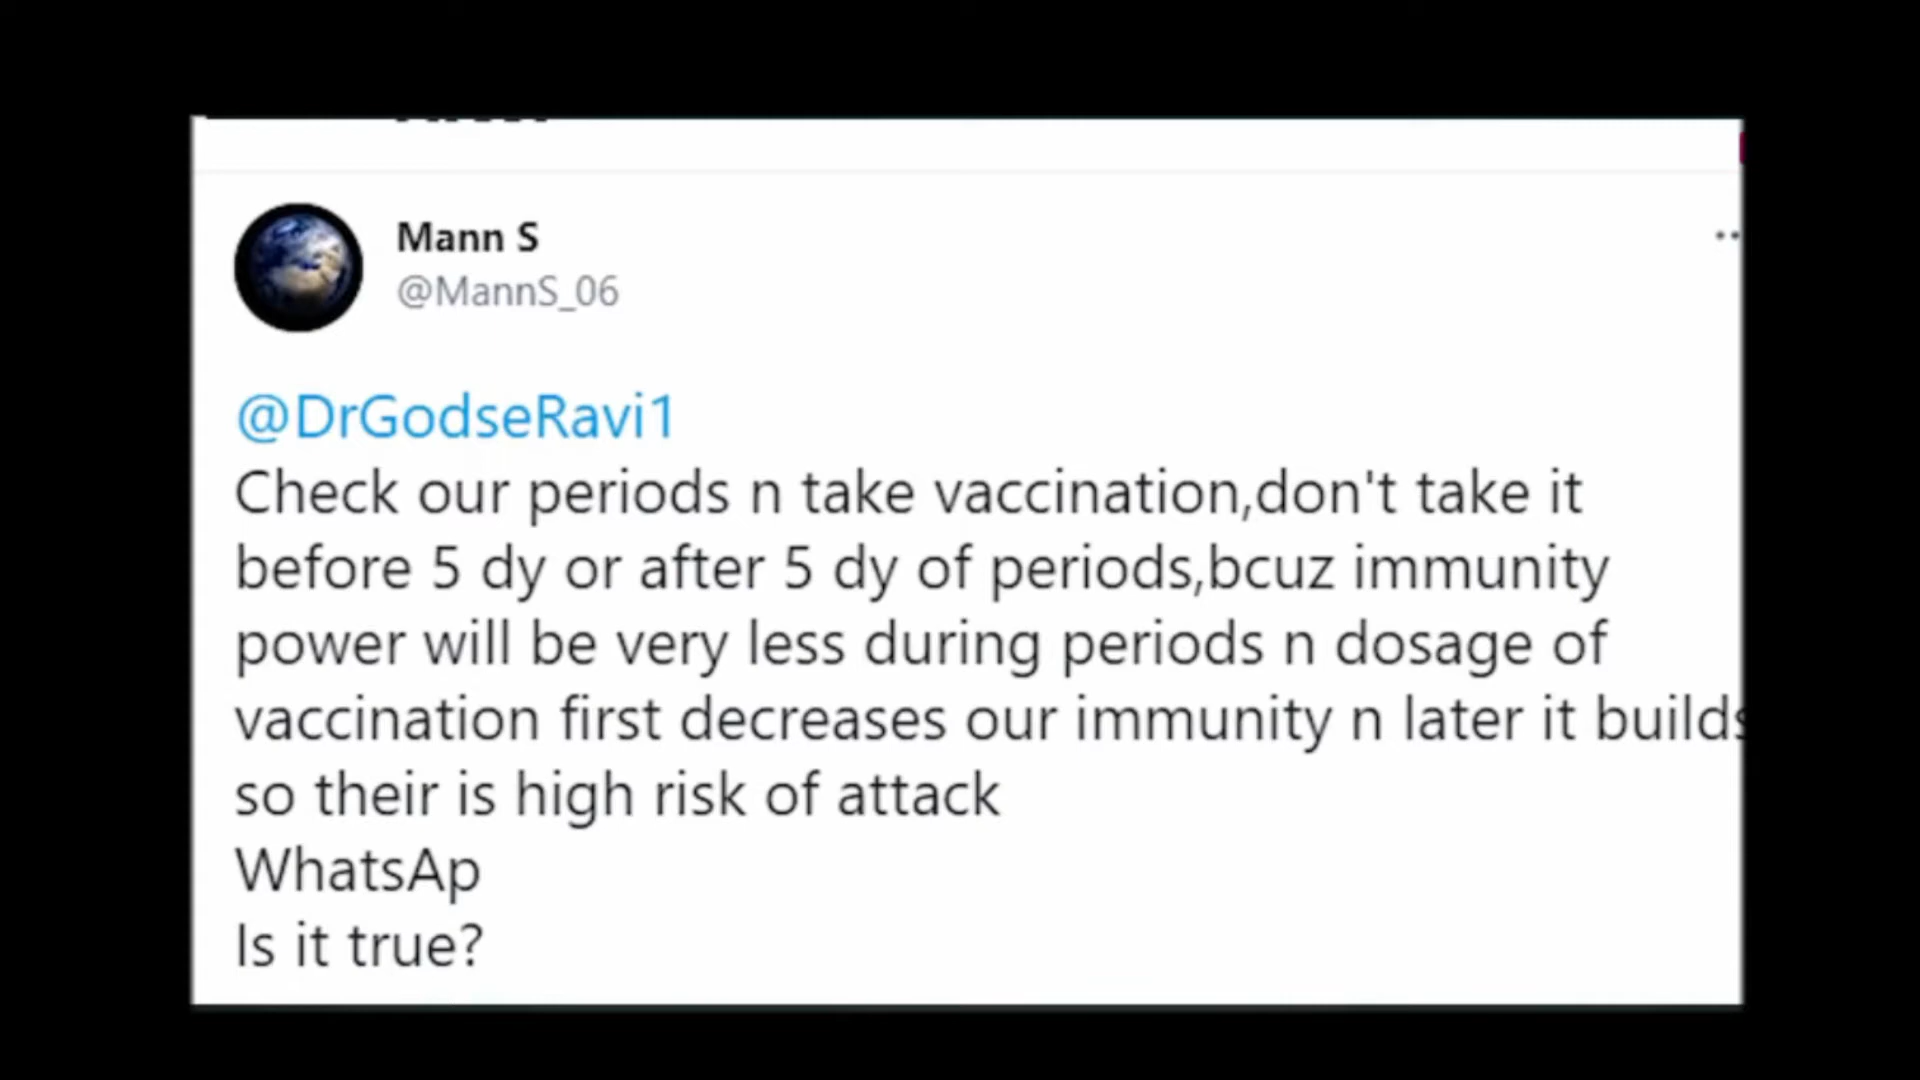 Mann S
@MannS_06
@DrGodseRavi1
Check our periods n take vaccination,don't take it
before 5 dy or after 5 dy of periods,bcuz immunity
power will be very less during periods n dosage of
vaccination first decreases our immunity n later it builds
so their is high risk of attack
WhatsAp
Is it true?